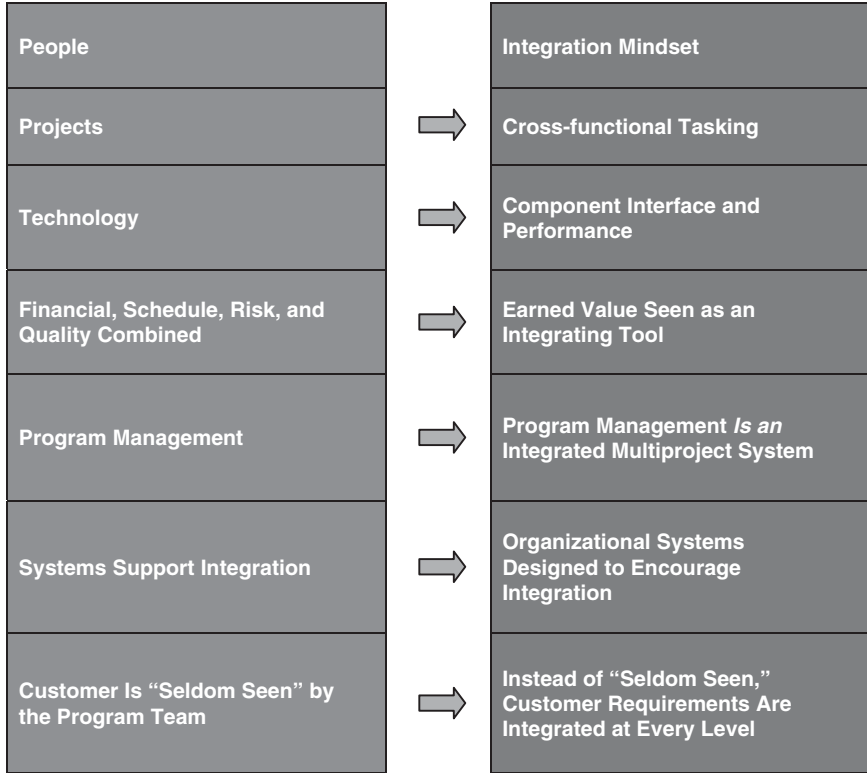 People
Integration Mindset
Projects
Cross-functional Tasking
Technology
Component Interface and
Performance
Financial, Schedule, Risk, and
Quality Combined
Earned Value Seen as an
Integrating Tool
Program Management
Program Management Is an
Integrated Multiproject System
Systems Support Integration
Organizational Systems
Designed to Encourage
Integration
Customer Is “Seldom Seen” by
the Program Team
Instead of “Seldom Seen,”
Customer Requirements Are
Integrated at Every Level